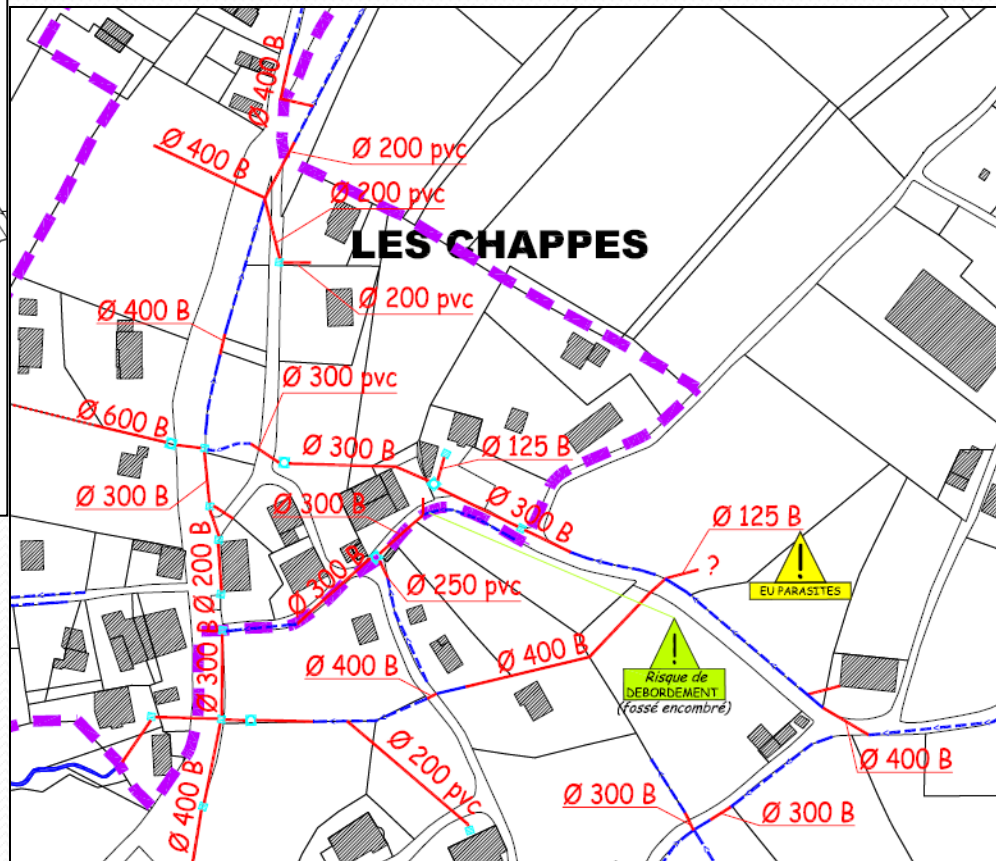 Ø 400 B
Ø 400 B
Ø 200 pvc
Ø 200 pvc
LES CHAPPES
Ø 200 pvc
Ø 400 B
Ø 300 pvc
Ø 600 B
Ø 300 B
Ø 125 B
Ø 300 B
Ø 300 B
Ø 300 B
Ø 125 B
?
Ø 200 B
Ø 300 B
Ø 250 pvc
!
EU PARASITES
Ø 300 B
Ø 400 B
Ø 400 B
!
Risque de
DEBORDEMENT
(fossé encombré)
Ø 400 B
Ø 200 pvc
Ø 400 B
Ø 300 B
Ø 300 B